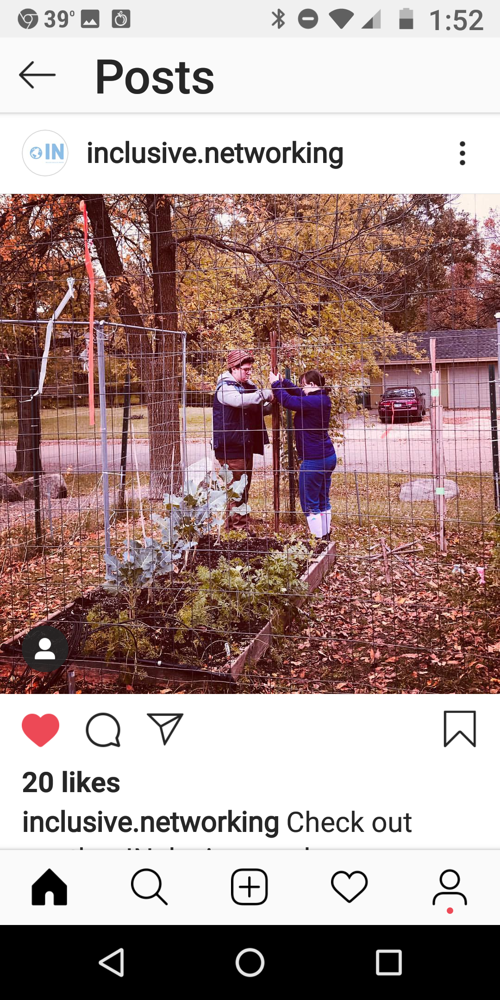 39° 1:52
Posts
IN inclusive.networking
20 likes
inclusive.networking Check out